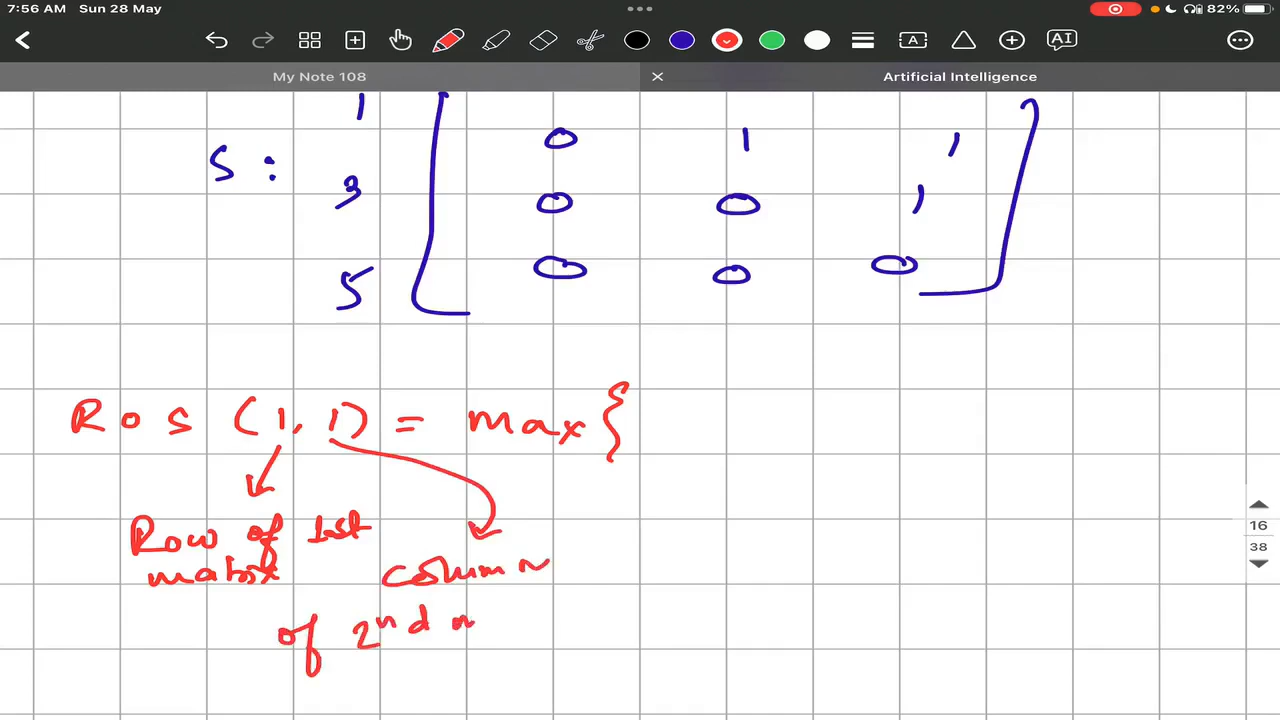 7:56 AM Sun 28 May
82%
My Note 108
Artificial Intelligence
1
0 1 1
S :
3
0 0 1
5
0 0 0
R o S (1, 1) = max {
Row of 1st
matrix
column
of 2nd m
16
38
A
AI